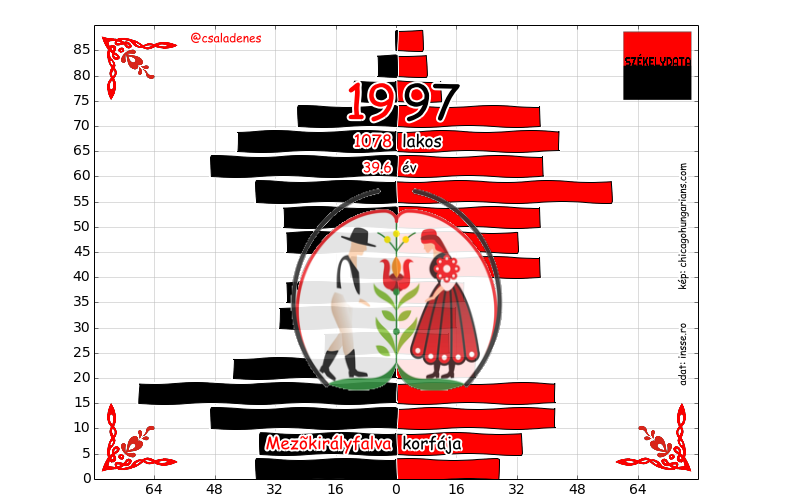 @csaladenes
SZÉKELYDATA
1997
1078 lakos
39.6 év
kép: chicagohungarians.com
adat: insse.ro
Mezõkirályfalva korfája
85
80
75
70
65
60
55
50
45
40
35
30
25
20
15
10
5
0
64 48 32 16 0 16 32 48 64